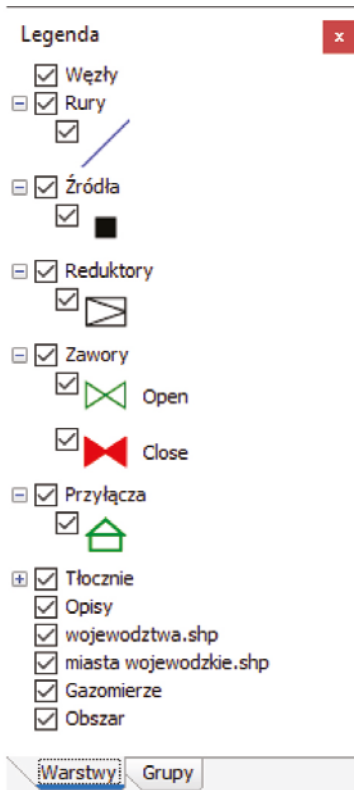 Legenda
x
Węzły
Rury
Źródła
Reduktory
Zawory
Open
Close
Przyłącza
Tłocznie
Opisy
wojewodztwa.shp
miasta wojewodzkie.shp
Gazomierze
Obszar
Warstwy Grupy